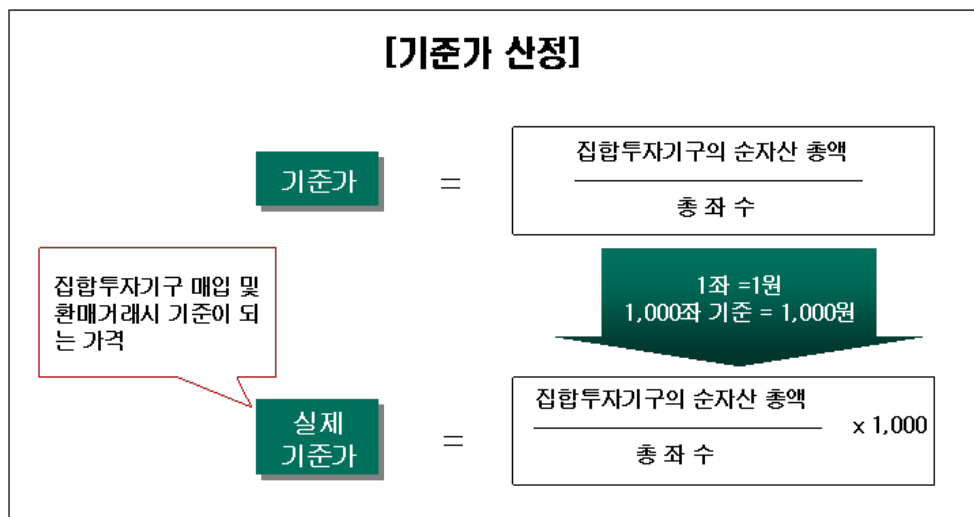 [기준가 산정]
기준가
=
집합투자기구의 순자산 총액
총 좌 수
집합투자기구 매입 및
환매거래시 기준이 되
는 가격
1좌 =1원
1,000좌 기준 = 1,000원
실제
기준가
=
집합투자기구의 순자산 총액
총 좌 수
x 1,000